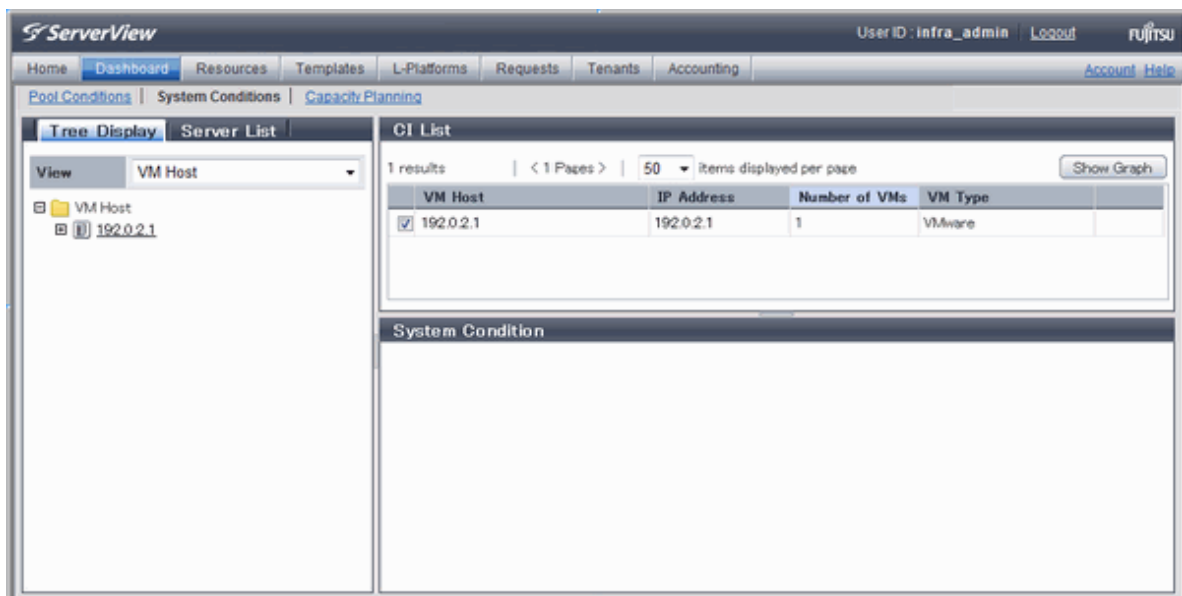 ServerView
User ID : infra_admin Logout FUJITSU
Home Dashboard Resources Templates L-Platforms Requests Tenants Accounting Account Help
Pool Conditions | System Conditions | Capacity Planning
Tree Display Server List
View VM Host
VM Host
192.0.2.1
CI List
1 results | < 1 Pages > | 50 items displayed per page Show Graph
VM Host IP Address Number of VMs VM Type
192.0.2.1 192.0.2.1 1 VMware
System Condition